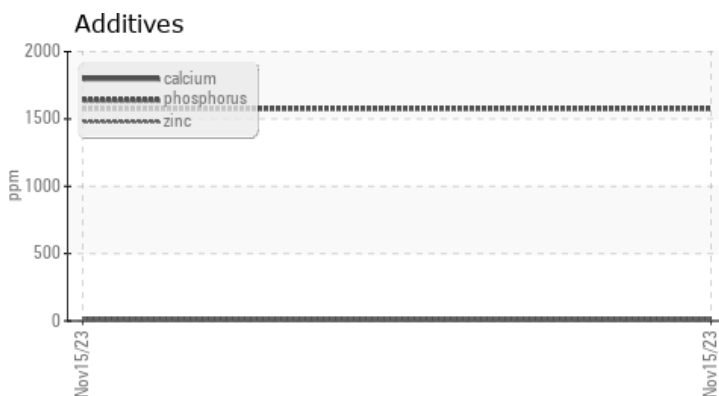 Additives
2000
calcium
phosphorus
zinc
1500
1000
500
0
ppm
Nov15/23
Nov15/23